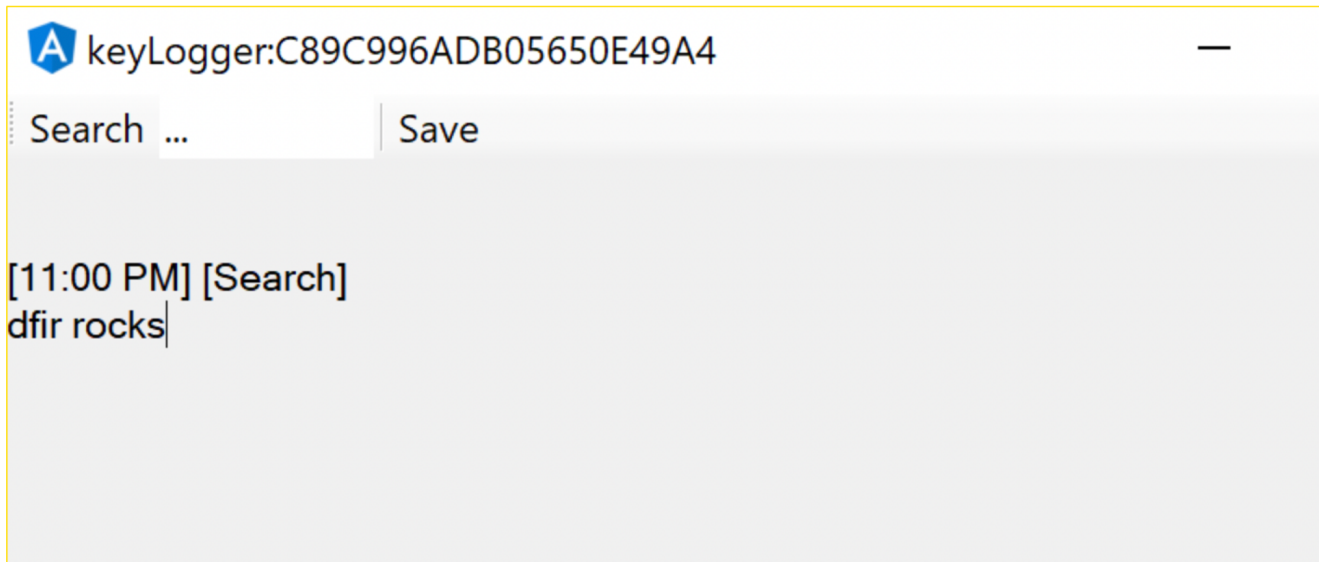 keyLogger:C89C996ADB05650E49A4
Search ... Save
[11:00 PM] [Search]
dfir rocks